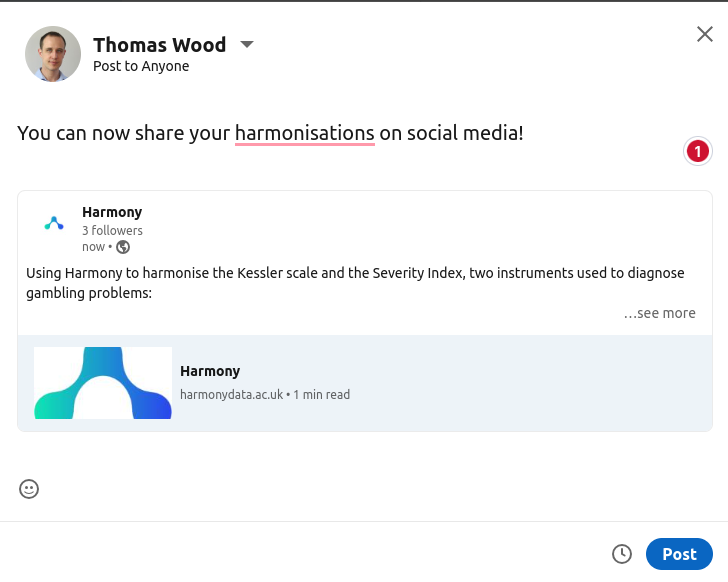 Thomas Wood
Post to Anyone
You can now share your harmonisations on social media!
1
Harmony
3 followers
now •
Using Harmony to harmonise the Kessler scale and the Severity Index, two instruments used to diagnose
gambling problems:
...see more
Harmony
harmonydata.ac.uk • 1 min read
Post